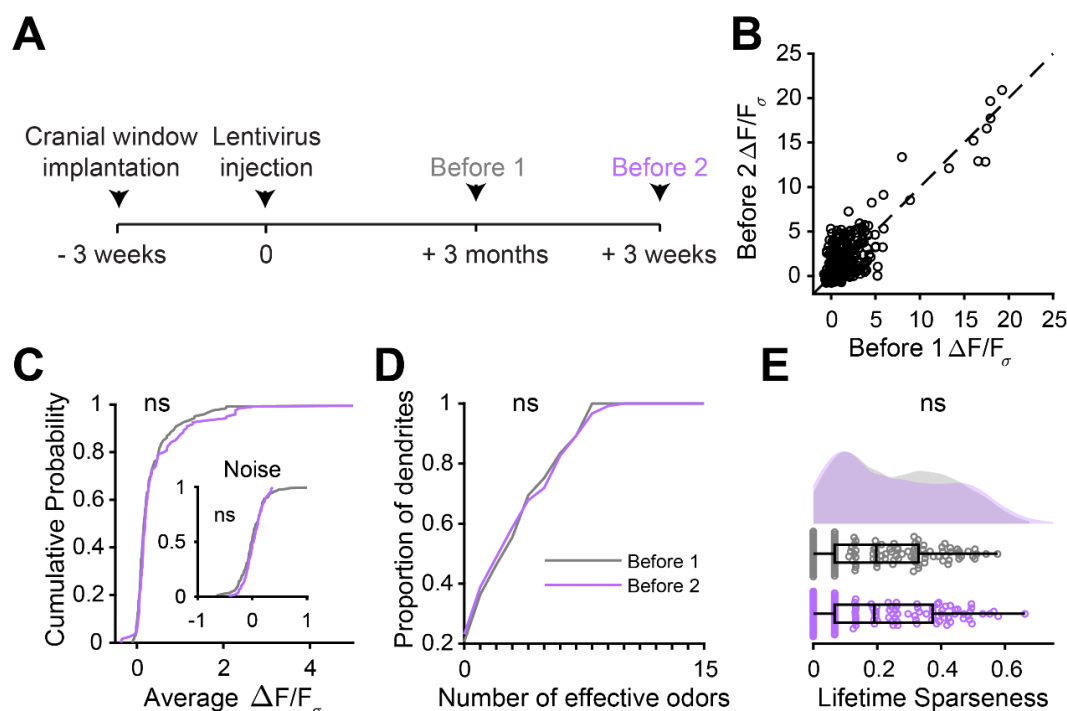 A
Cranial window
implantation
Lentivirus
injection
Before 1
Before 2
- 3 weeks
0
+ 3 months
+ 3 weeks
B
25
20
15
10
5
0
Before 2 ΔF/Fσ
0 5 10 15 20 25
Before 1 ΔF/Fσ
C
ns
1
0.8
0.6
0.4
0.2
0
Cumulative Probability
Noise
ns
1
0.5
0
-1 0 1
0 2 4
Average ΔF/Fσ
D
ns
1
0.8
0.6
0.4
0.2
Proportion of dendrites
Before 1
Before 2
0 15
Number of effective odors
E
ns
0 0.2 0.4 0.6
Lifetime Sparseness